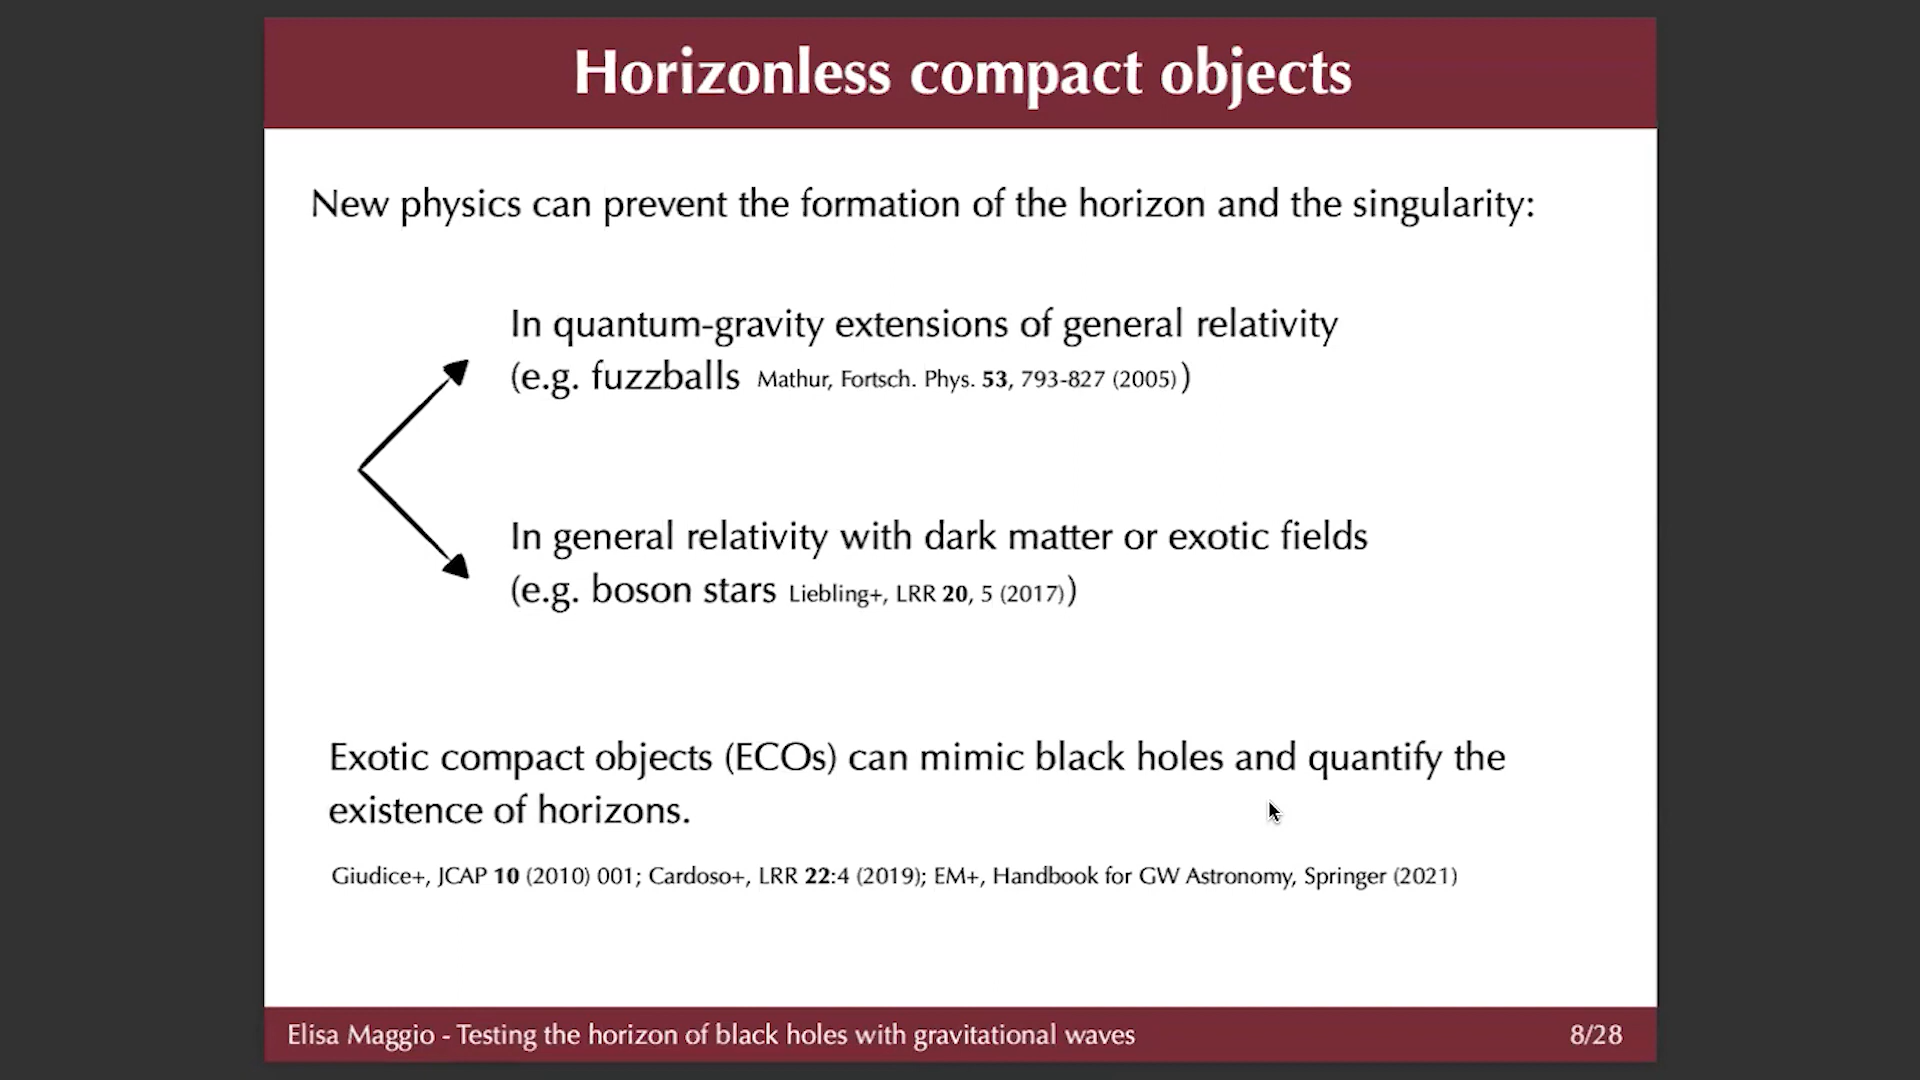 Horizonless compact objects
New physics can prevent the formation of the horizon and the singularity:
In quantum-gravity extensions of general relativity
(e.g. fuzzballs Mathur, Fortsch. Phys. 53, 793-827 (2005))
In general relativity with dark matter or exotic fields
(e.g. boson stars Liebling+, LRR 20, 5 (2017))
Exotic compact objects (ECOs) can mimic black holes and quantify the
existence of horizons.
Giudice+, JCAP 10 (2010) 001; Cardoso+, LRR 22:4 (2019); EM+, Handbook for GW Astronomy, Springer (2021)
Elisa Maggio - Testing the horizon of black holes with gravitational waves 8/28